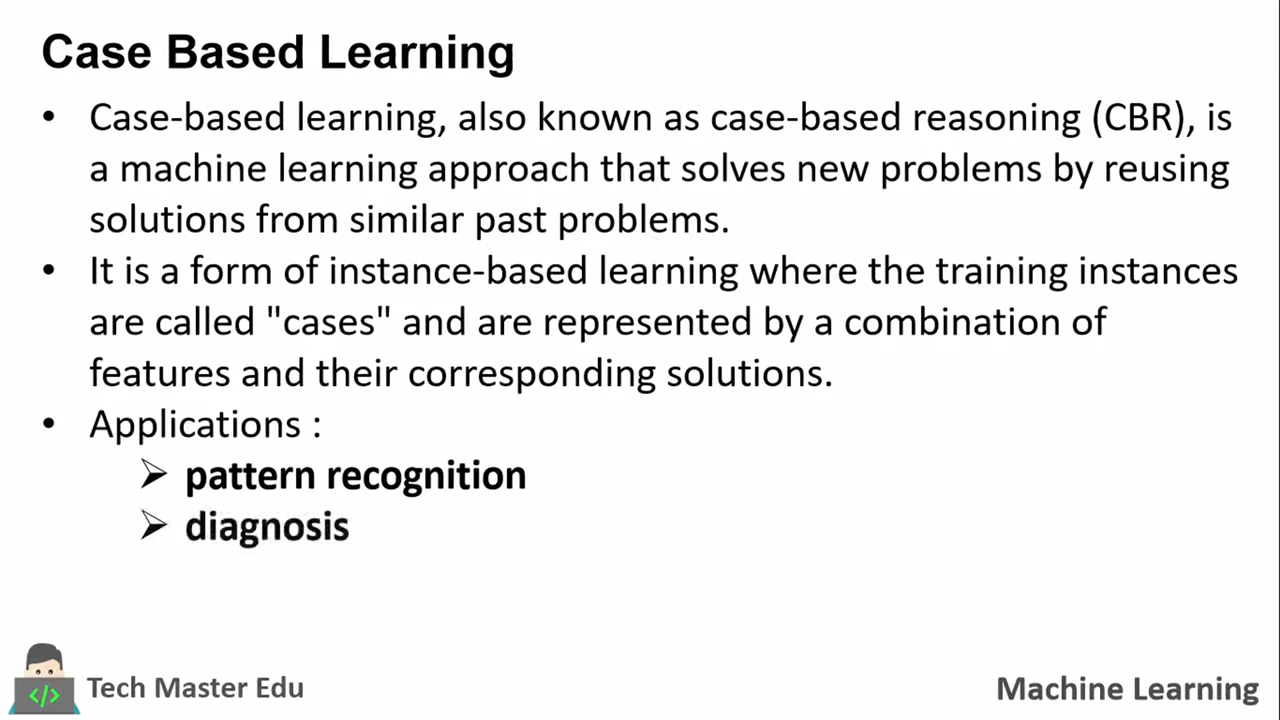 Case Based Learning
• Case-based learning, also known as case-based reasoning (CBR), is
a machine learning approach that solves new problems by reusing
solutions from similar past problems.
• It is a form of instance-based learning where the training instances
are called "cases" and are represented by a combination of
features and their corresponding solutions.
• Applications :
➢ pattern recognition
➢ diagnosis
</>
Tech Master Edu
Machine Learning